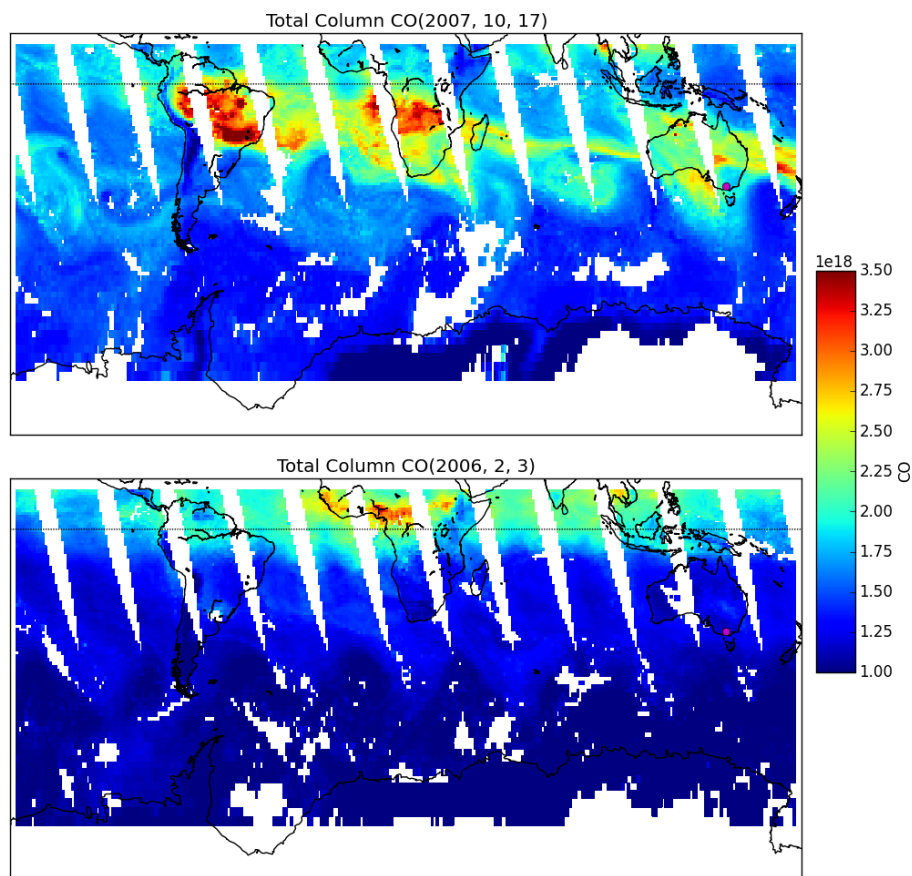 Total Column CO(2007, 10, 17)
1e18
3.50
3.25
3.00
2.75
2.50
2.25
2.00
1.75
1.50
1.25
1.00
CO
Total Column CO(2006, 2, 3)